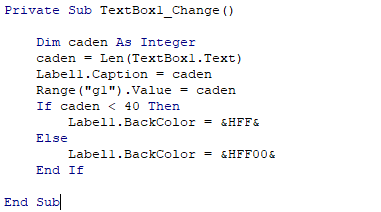 Private Sub TextBox1_Change()
Dim caden As Integer
caden = Len(TextBox1.Text)
Label1.Caption = caden
Range("g1").Value = caden
If caden < 40 Then
Label1.BackColor = &HFF&
Else
Label1.BackColor = &HFF00&
End If
End Sub